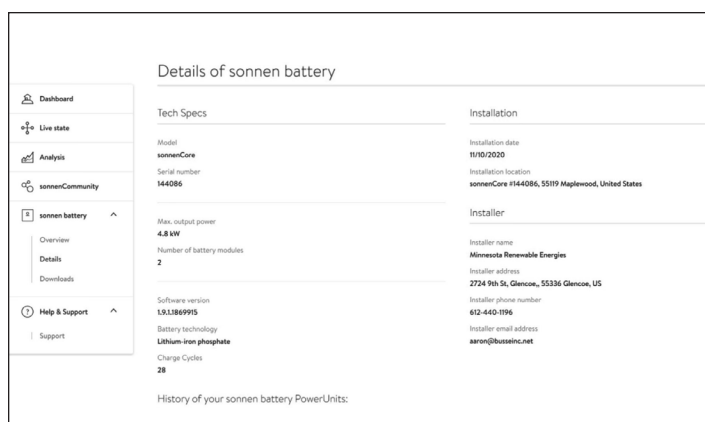 Details of sonnen battery
Dashboard
Live state
Analysis
sonnenCommunity
sonnen battery
Overview
Details
Downloads
Help & Support
Support
Tech Specs
Model
sonnenCore
Serial number
144086
Max. output power
4.8 kW
Number of battery modules
2
Software version
1.9.1.1869915
Battery technology
Lithium-iron phosphate
Charge Cycles
28
History of your sonnen battery PowerUnits:
Installation
Installation date
11/10/2020
Installation location
sonnenCore #144086, 55119 Maplewood, United States
Installer
Installer name
Minnesota Renewable Energies
Installer address
2724 9th St, Glencoe,, 55336 Glencoe, US
Installer phone number
612-440-1196
Installer email address
aaron@busseinc.net